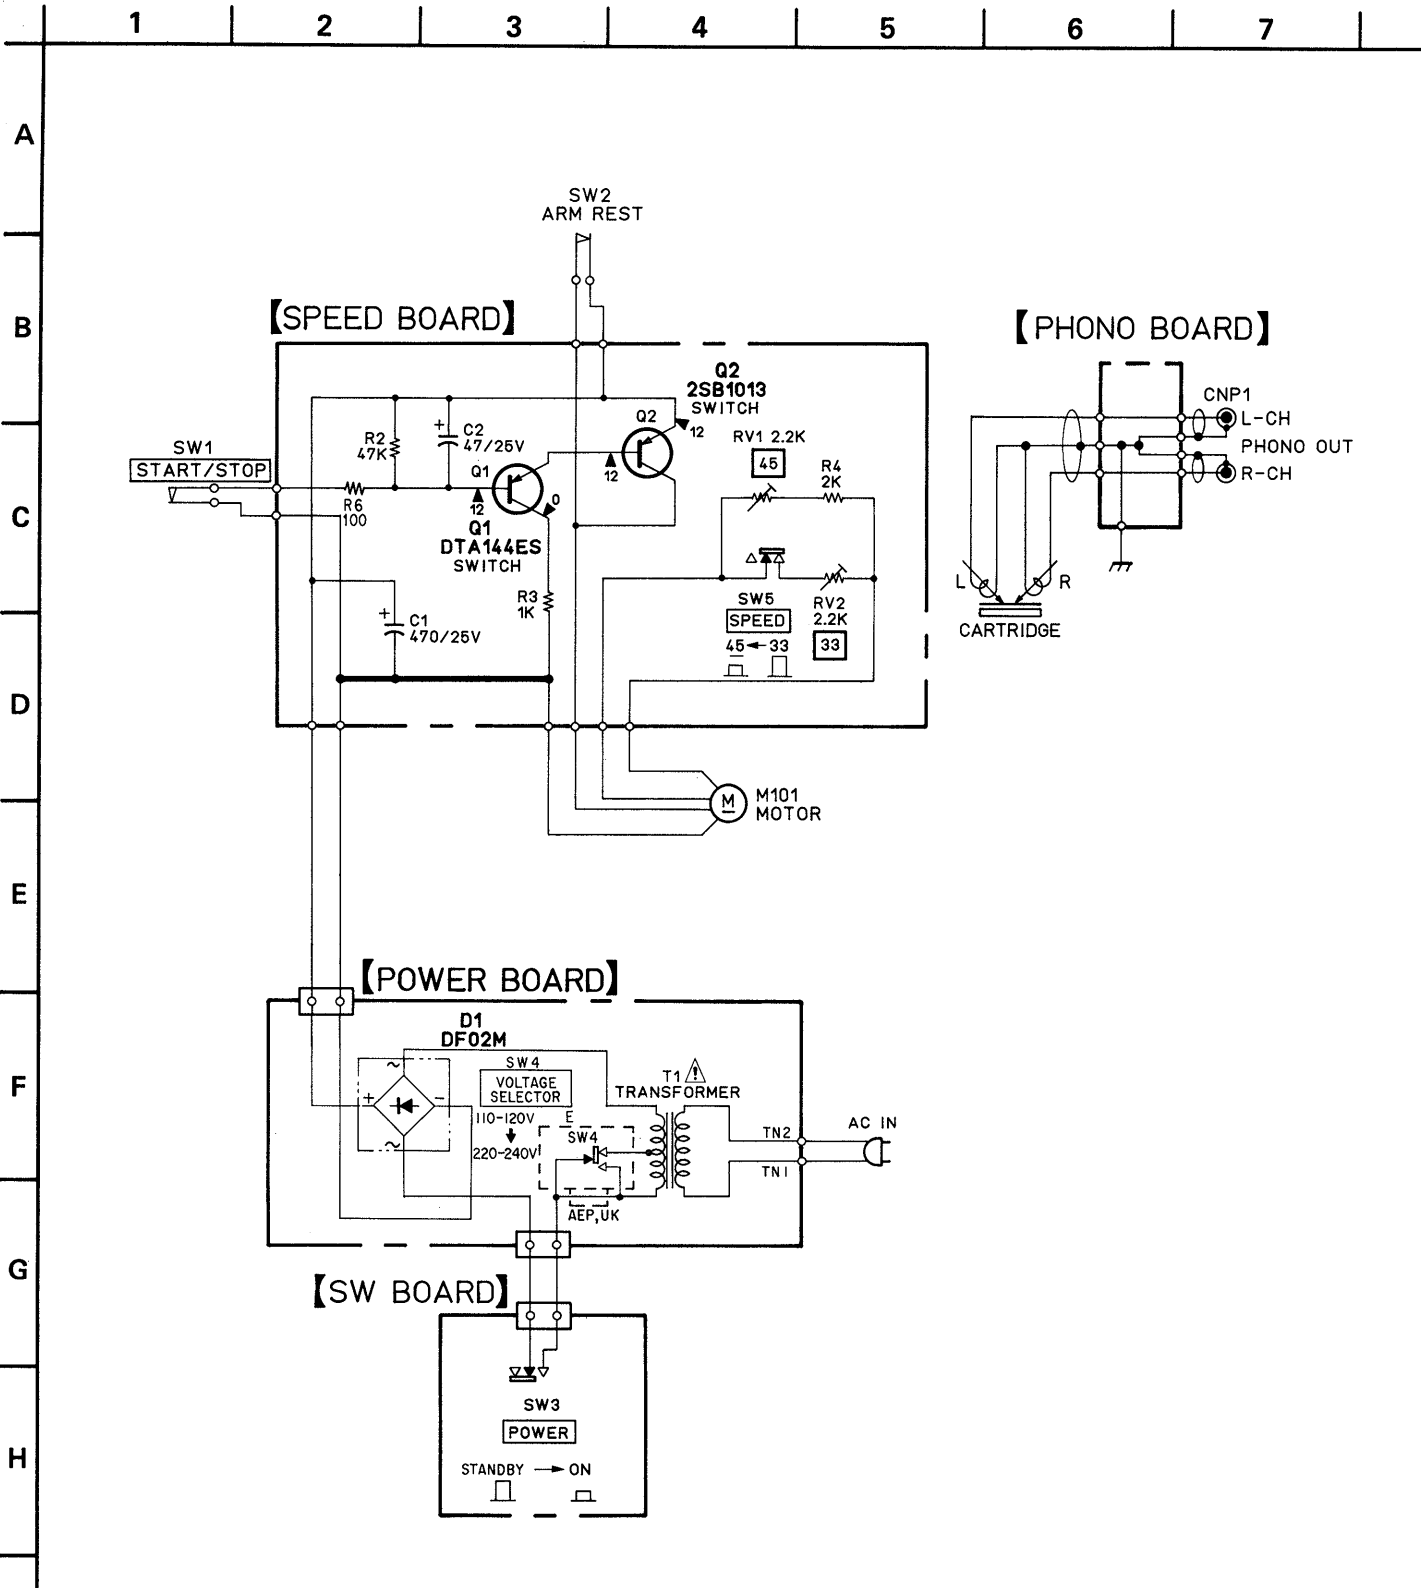 1 2 3 4 5 6 7
A
B
C
D
E
F
G
H
SW2
ARM REST
【SPEED BOARD】
Q2
2SB1013
SWITCH
Q2
12
12
RV1 2.2K
45
R4
2K
SW1
START/STOP
R2
47K
+
C2
47/25V
Q1
0
12
R6
100
Q1
DTA144ES
SWITCH
R3
1K
+
C1
470/25V
SW5
SPEED
45 ← 33
RV2
2.2K
33
M
M101
MOTOR
【PHONO BOARD】
CNP1
L-CH
PHONO OUT
R-CH
L
R
CARTRIDGE
【POWER BOARD】
D1
DF02M
~
+
-
~
SW4
VOLTAGE
SELECTOR
110-120V
↓
220-240V
E
SW4
AEP,UK
T1 ⚠
TRANSFORMER
TN2
TN1
AC IN
【SW BOARD】
SW3
POWER
STANDBY → ON